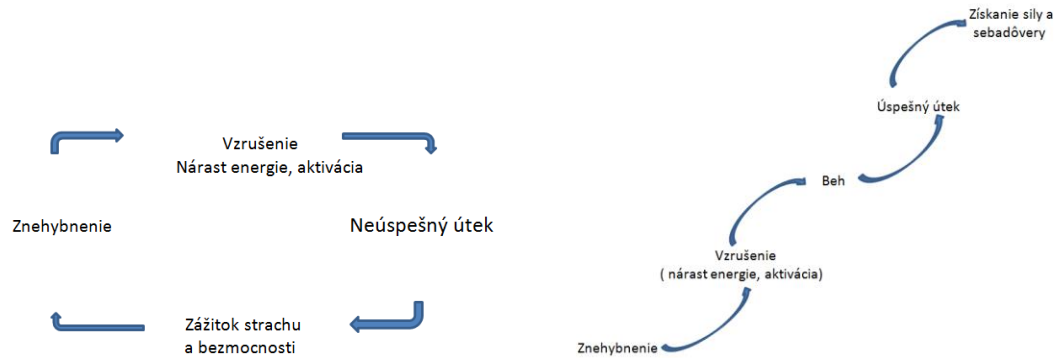 Vzrušenie
Nárast energie, aktivácia
Znehybnenie
Neúspešný útek
Zážitok strachu
a bezmocnosti
Získanie sily a
sebadôvery
Úspešný útek
Beh
Vzrušenie
( nárast energie, aktivácia)
Znehybnenie